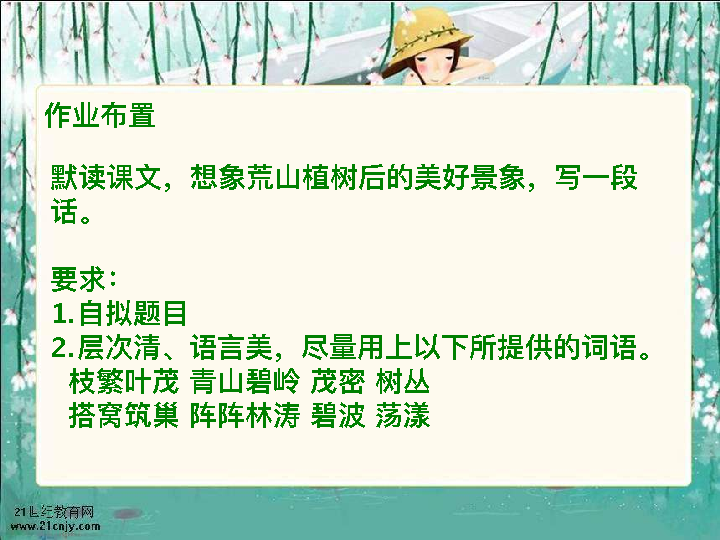 作业布置
默读课文，想象荒山植树后的美好景象，写一段
话。
要求：
1.自拟题目
2.层次清、语言美，尽量用上以下所提供的词语。
枝繁叶茂 青山碧岭 茂密 树丛
搭窝筑巢 阵阵林涛 碧波 荡漾
21世纪教育网
www.21cnjy.com